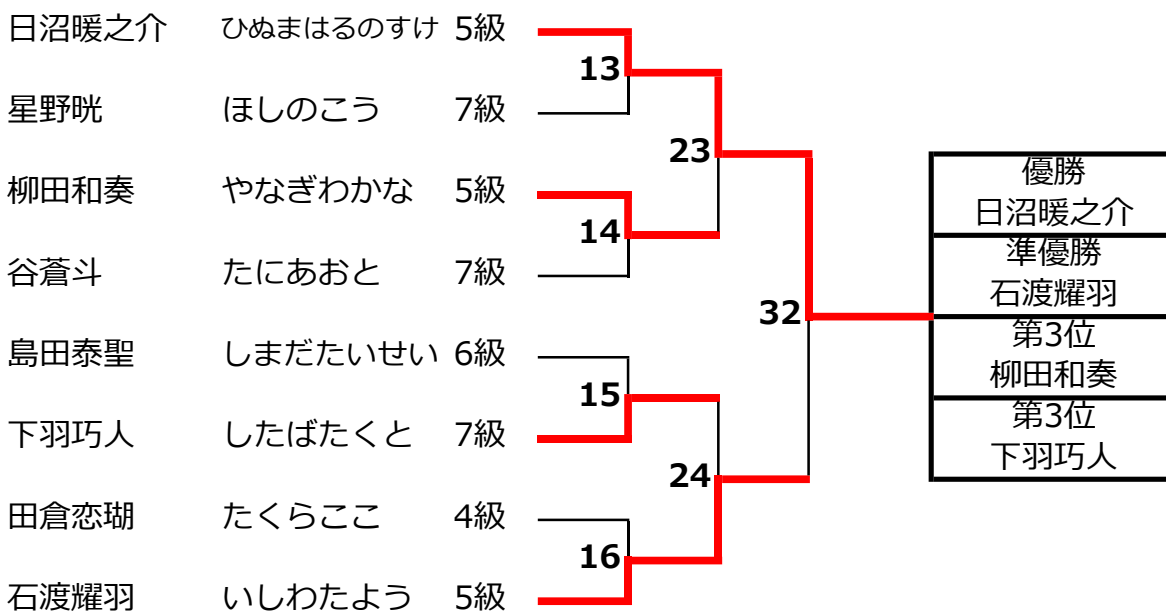 日沼暖之介 ひぬまはるのすけ 5級
13
星野晄 ほしのこう 7級
23
柳田和奏 やなぎわかな 5級
14
谷蒼斗 たにあおと 7級
32
島田泰聖 しまだたいせい 6級
15
下羽巧人 したばたくと 7級
24
田倉恋瑚 たくらここ 4級
16
石渡耀羽 いしわたよう 5級
優勝
日沼暖之介
準優勝
石渡耀羽
第3位
柳田和奏
第3位
下羽巧人